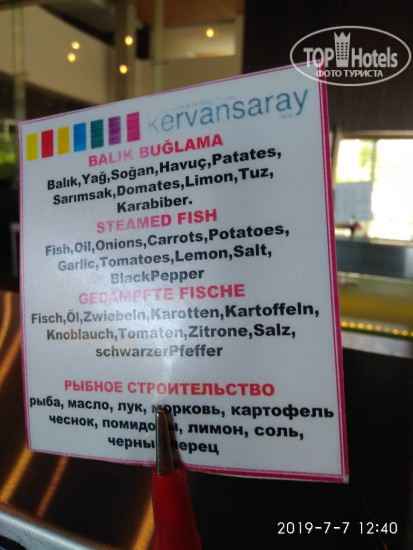 TOP Hotels
ФОТО ТУРИСТА
kervansaray
BALIK BUĞLAMA
Balık,Yağ,Soğan,Havuç,Patates,
Sarımsak,Domates,Limon,Tuz,
Karabiber.
STEAMED FISH
Fish,Oil,Onions,Carrots,Potatoes,
Garlic,Tomatoes,Lemon,Salt,
BlackPepper
GEDÄMPFTE FISCHE
Fisch,Öl,Zwiebeln,Karotten,Kartoffeln,
Knoblauch,Tomaten,Zitrone,Salz,
schwarzerPfeffer
РЫБНОЕ СТРОИТЕЛЬСТВО
рыба, масло, лук, морковь, картофель
чеснок, помидоры, лимон, соль,
черный перец
2019-7-7 12:40